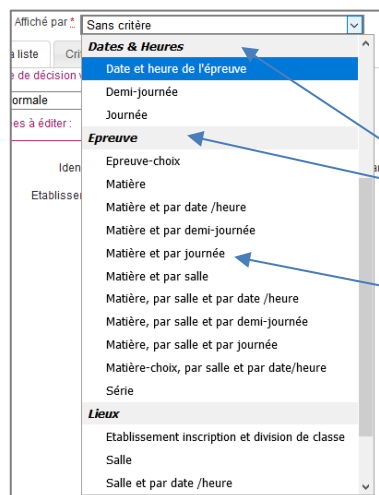 Affiché par * Sans critère
a liste Crit
Dates & Heures
Date et heure de l'épreuve
e de décision v
Demi-journée
ormale
Journée
es à éditer :
Epreuve
Epreuve-choix
Iden
Matière
Etablisse
Matière et par date /heure
Matière et par demi-journée
Matière et par journée
Matière et par salle
Matière, par salle et par date /heure
Matière, par salle et par demi-journée
Matière, par salle et par journée
Matière-choix, par salle et par date/heure
Série
Lieux
Etablissement inscription et division de classe
Salle
Salle et par date /heure